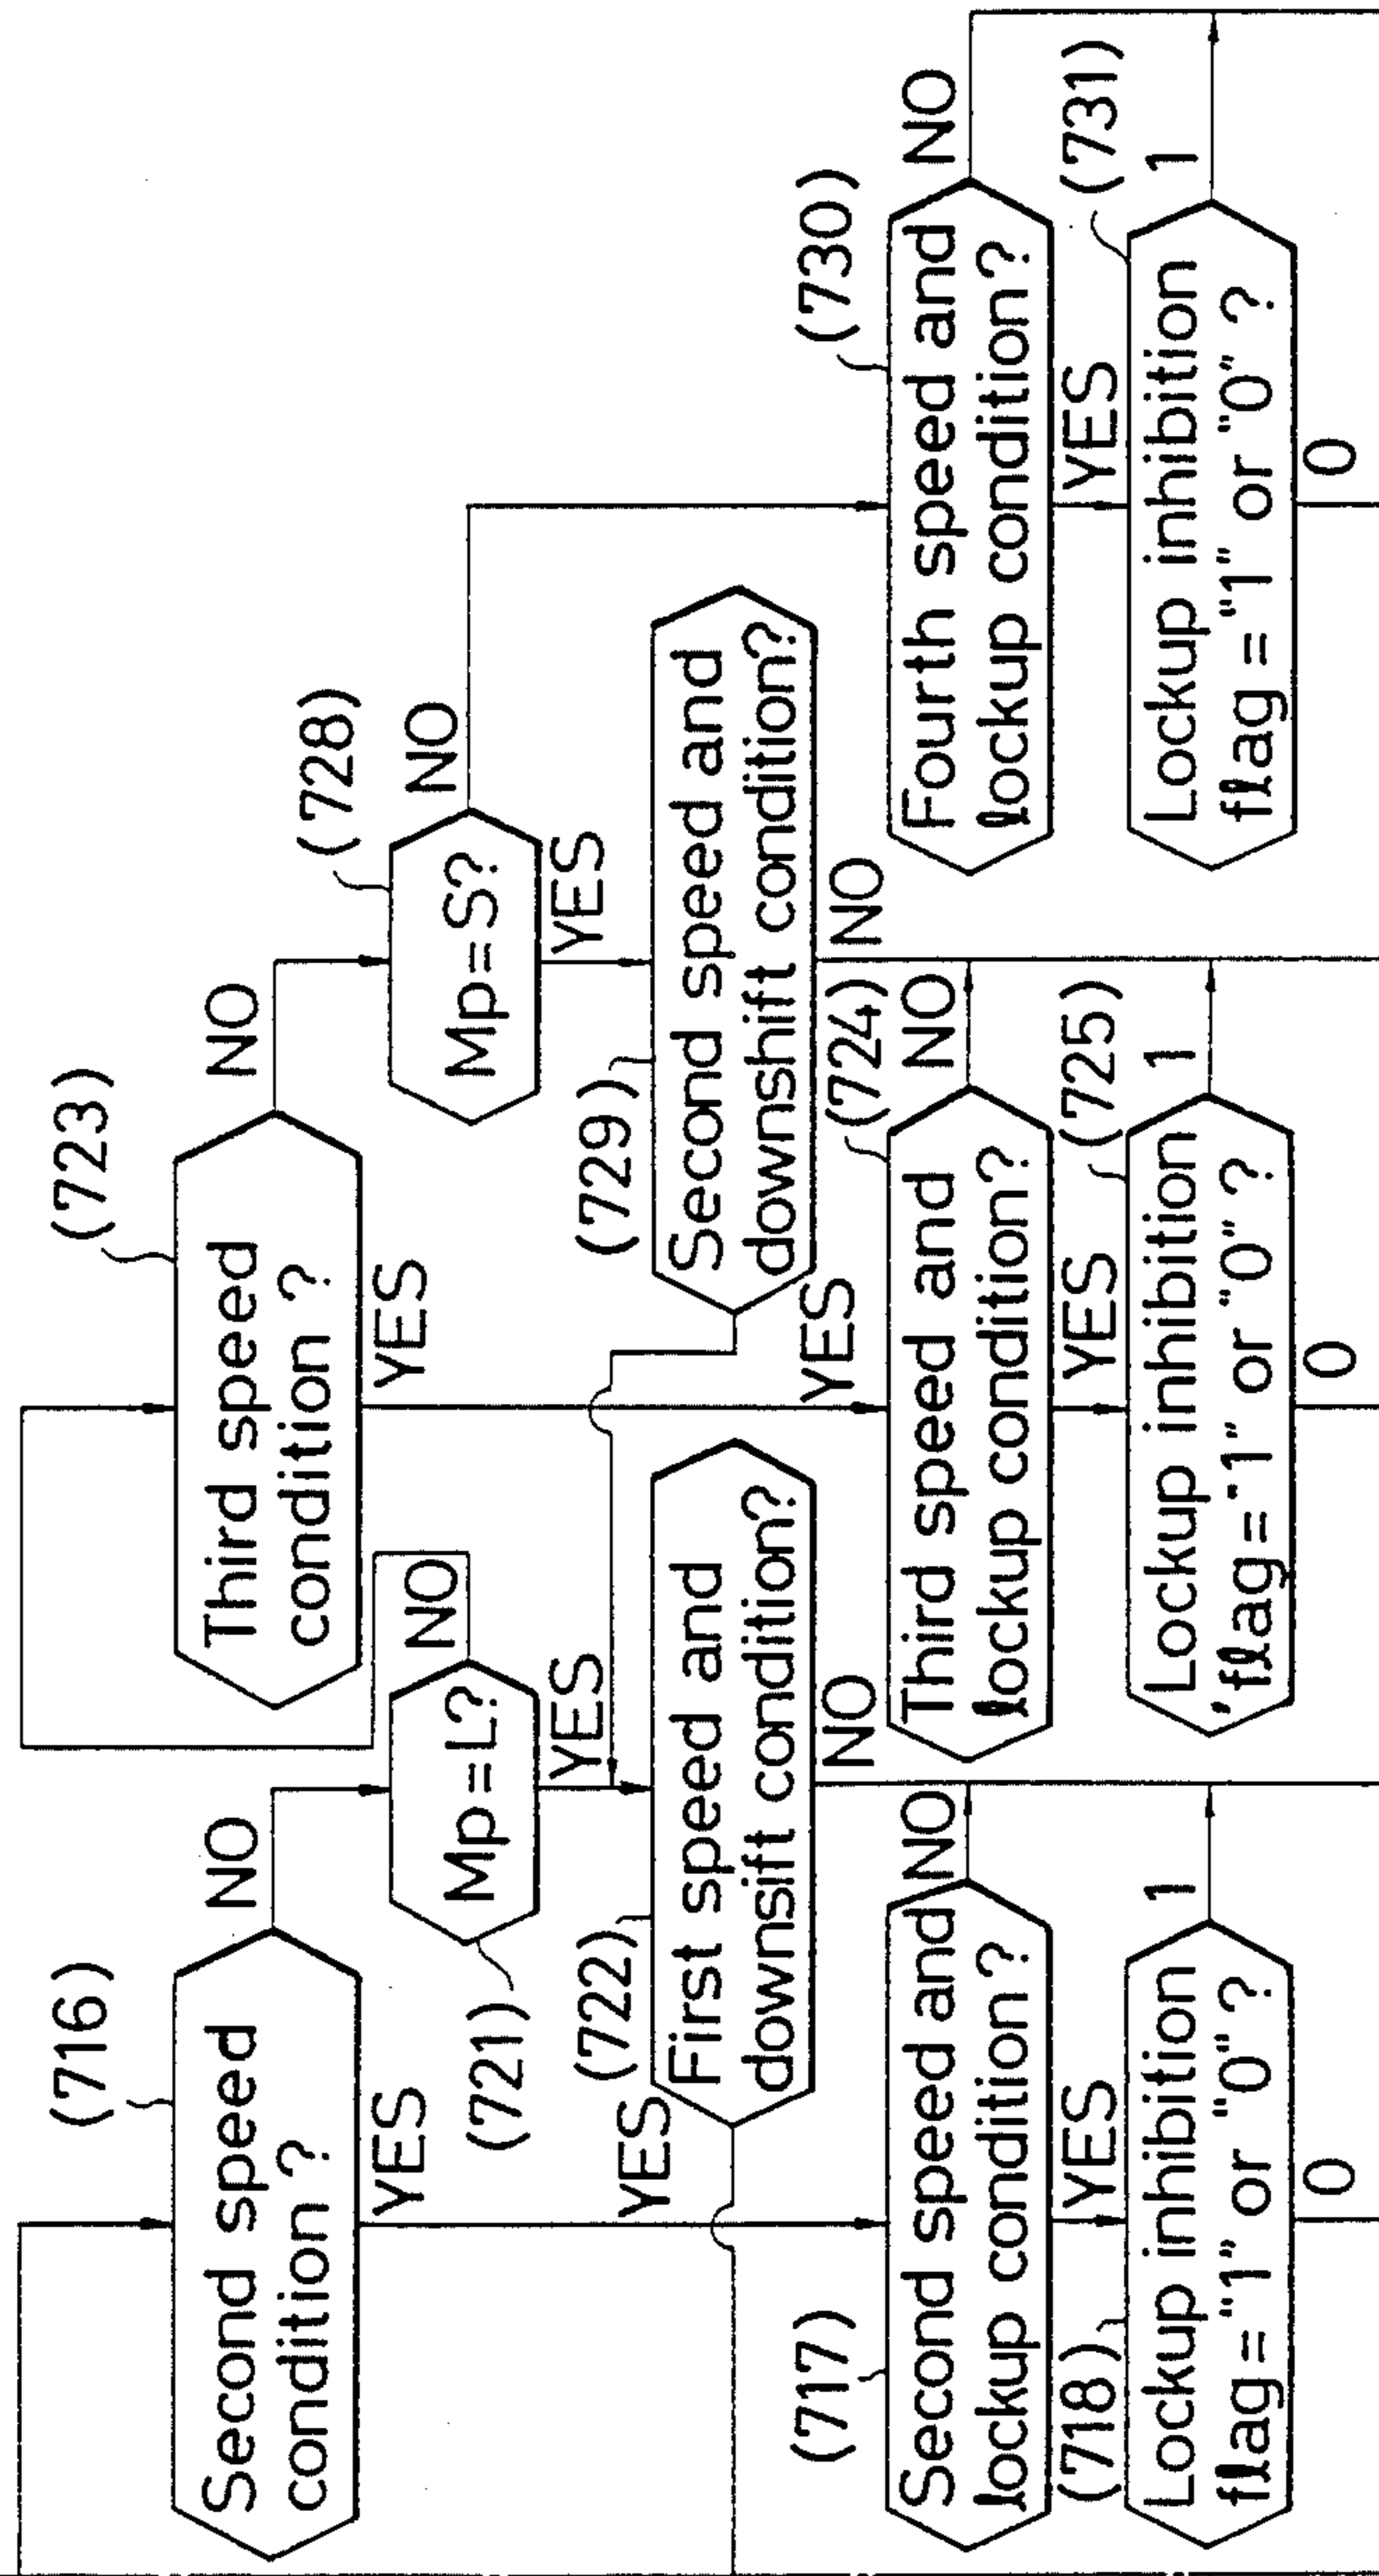 (716)
Second speed
condition ?
NO
YES
(723)
Third speed
condition ?
NO
YES
(721)
Mp=L?
NO
YES
(728)
Mp=S?
NO
YES
(722)
First speed and
downsift condition?
YES
NO
(729)
Second speed and
downshift condition?
YES
NO
(717)
Second speed and
lockup condition?
NO
YES
(724)
Third speed and
lockup condition?
NO
YES
(730)
Fourth speed and
lockup condition?
NO
YES
(718)
Lockup inhibition
flag="1" or "0" ?
1
0
(725)
Lockup inhibition
flag="1" or "0" ?
1
0
(731)
Lockup inhibition
flag = "1" or "0" ?
1
0